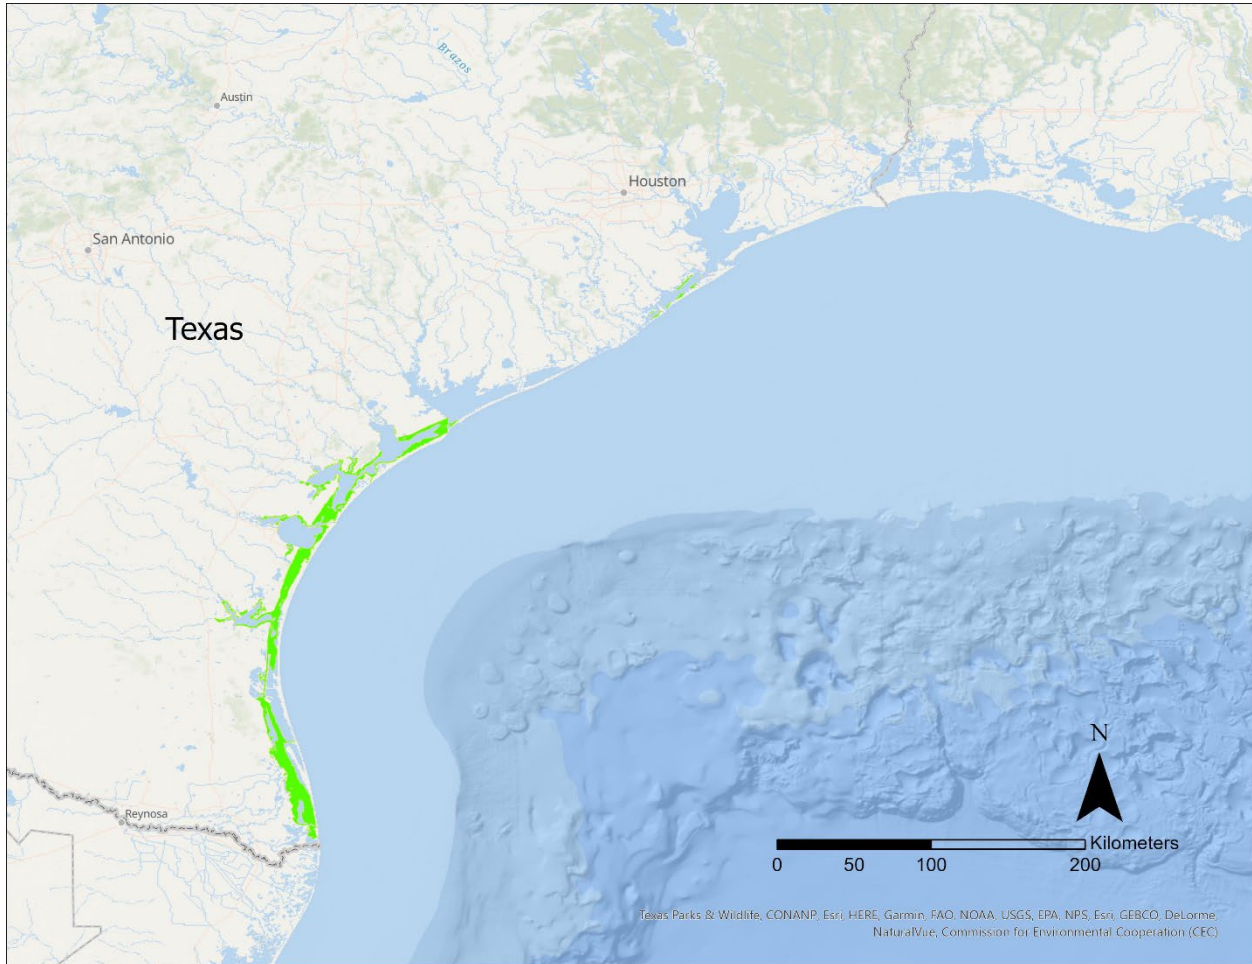 Brazos
Austin
Houston
San Antonio
Texas
N
Reynosa
Kilometers
0 50 100 200
Texas Parks & Wildlife, CONANP, Esri, HERE, Garmin, FAO, NOAA, USGS, EPA, NPS, Esri, GEBCO, DeLorme,
NaturalVue, Commission for Environmental Cooperation (CEC)